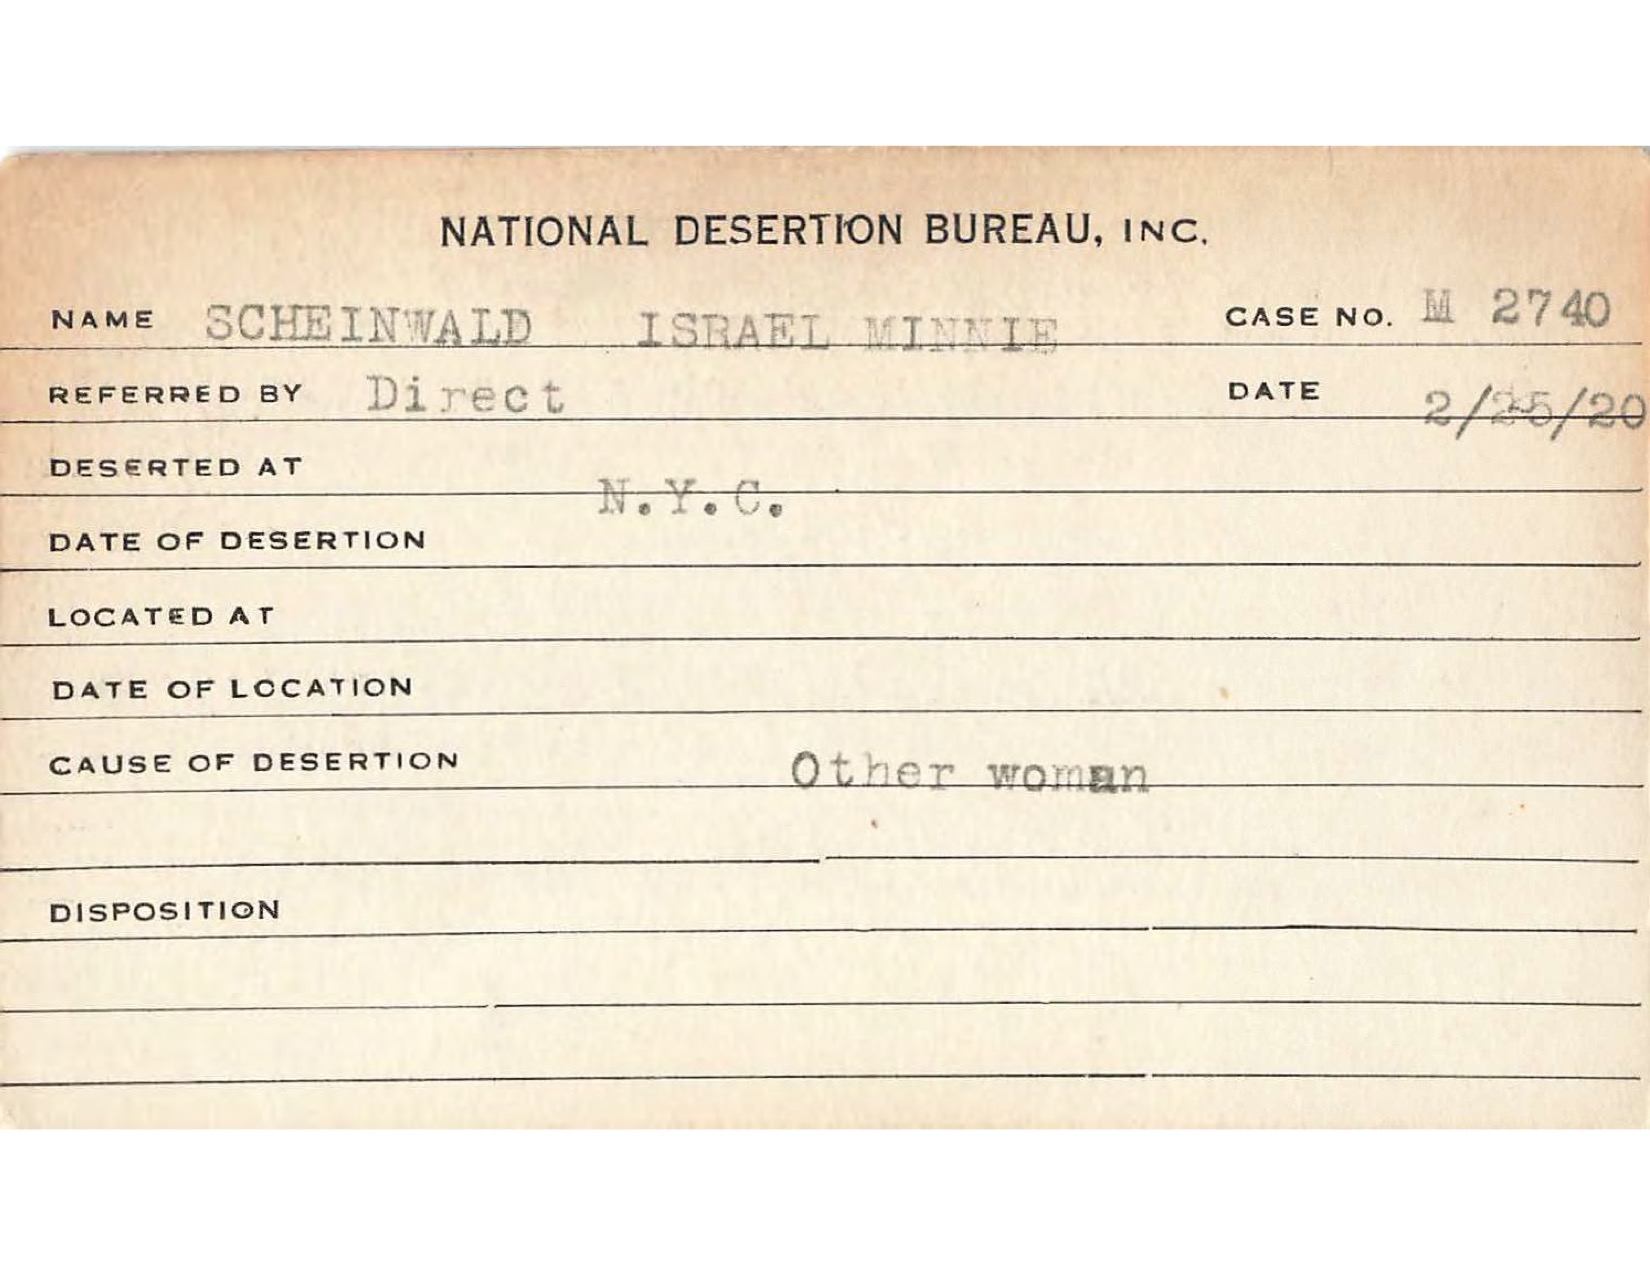 NATIONAL DESERTION BUREAU, INC.
NAME SCHEINWALD ISRAEL MINNIE CASE NO. M 2740
REFERRED BY Direct DATE 2/25/20
DESERTED AT N.Y.C.
DATE OF DESERTION
LOCATED AT
DATE OF LOCATION
CAUSE OF DESERTION Other woman
DISPOSITION